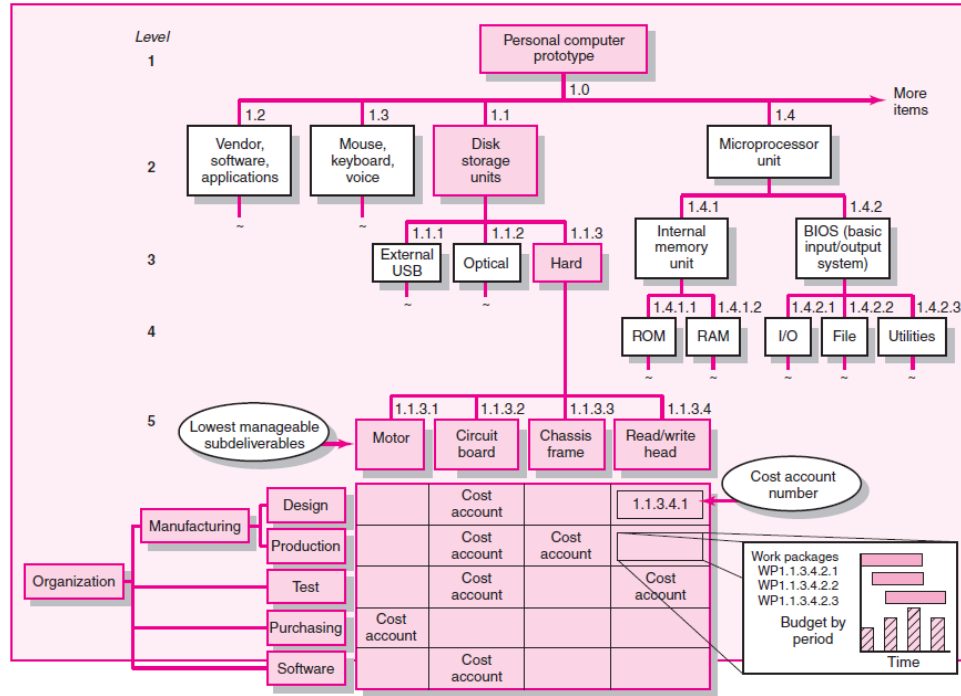 Level
1
Personal computer
prototype
1.0
More
items
1.2
1.3
1.1
1.4
2
Vendor,
software,
applications
Mouse,
keyboard,
voice
Disk
storage
units
Microprocessor
unit
~
~
1.4.1
1.4.2
1.1.1
1.1.2
1.1.3
3
External
USB
Optical
Hard
Internal
memory
unit
BIOS (basic
input/output
system)
~
~
1.4.1.1
1.4.1.2
1.4.2.1
1.4.2.2
1.4.2.3
4
ROM
RAM
I/O
File
Utilities
~
~
~
~
~
1.1.3.1
1.1.3.2
1.1.3.3
1.1.3.4
5
Lowest manageable
subdeliverables
Motor
Circuit
board
Chassis
frame
Read/write
head
Cost account
number
Organization
Manufacturing
Design
Cost
account
1.1.3.4.1
Production
Cost
account
Cost
account
Test
Cost
account
Cost
account
Purchasing
Cost
account
Software
Cost
account
Work packages
WP1.1.3.4.2.1
WP1.1.3.4.2.2
WP1.1.3.4.2.3
Budget by
period
Time